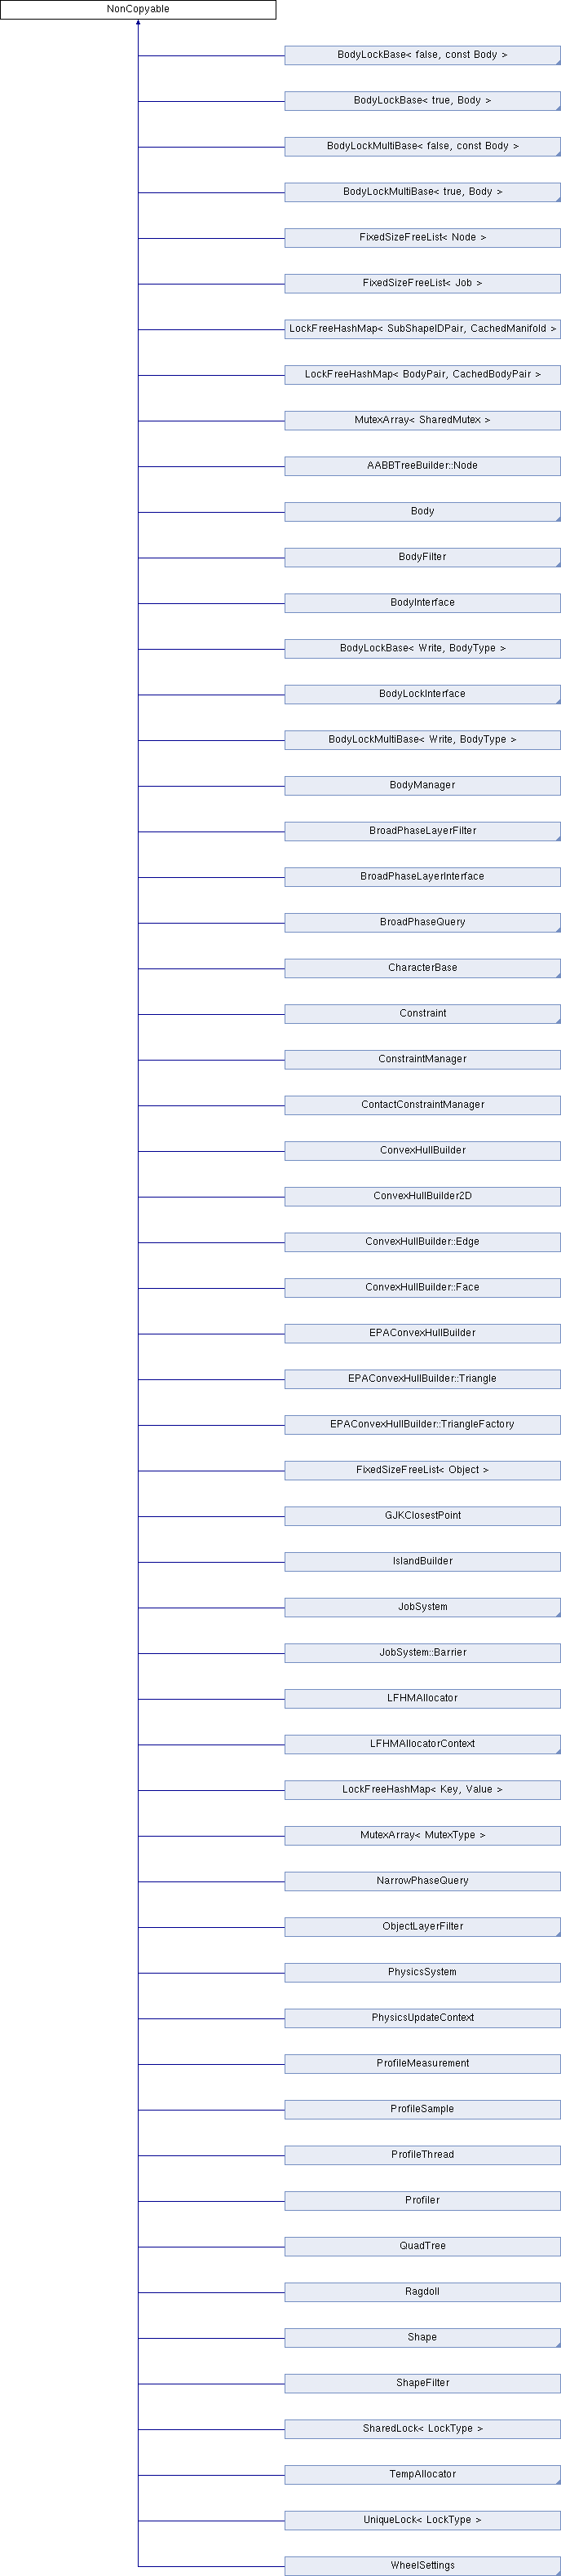 NonCopyable
BodyLockBase< false, const Body >
BodyLockBase< true, Body >
BodyLockMultiBase< false, const Body >
BodyLockMultiBase< true, Body >
FixedSizeFreeList< Node >
FixedSizeFreeList< Job >
LockFreeHashMap< SubShapeIDPair, CachedManifold >
LockFreeHashMap< BodyPair, CachedBodyPair >
MutexArray< SharedMutex >
AABBTreeBuilder::Node
Body
BodyFilter
BodyInterface
BodyLockBase< Write, BodyType >
BodyLockInterface
BodyLockMultiBase< Write, BodyType >
BodyManager
BroadPhaseLayerFilter
BroadPhaseLayerInterface
BroadPhaseQuery
CharacterBase
Constraint
ConstraintManager
ContactConstraintManager
ConvexHullBuilder
ConvexHullBuilder2D
ConvexHullBuilder::Edge
ConvexHullBuilder::Face
EPAConvexHullBuilder
EPAConvexHullBuilder::Triangle
EPAConvexHullBuilder::TriangleFactory
FixedSizeFreeList< Object >
GJKClosestPoint
IslandBuilder
JobSystem
JobSystem::Barrier
LFHMAllocator
LFHMAllocatorContext
LockFreeHashMap< Key, Value >
MutexArray< MutexType >
NarrowPhaseQuery
ObjectLayerFilter
PhysicsSystem
PhysicsUpdateContext
ProfileMeasurement
ProfileSample
ProfileThread
Profiler
QuadTree
Ragdoll
Shape
ShapeFilter
SharedLock< LockType >
TempAllocator
UniqueLock< LockType >
WheelSettings